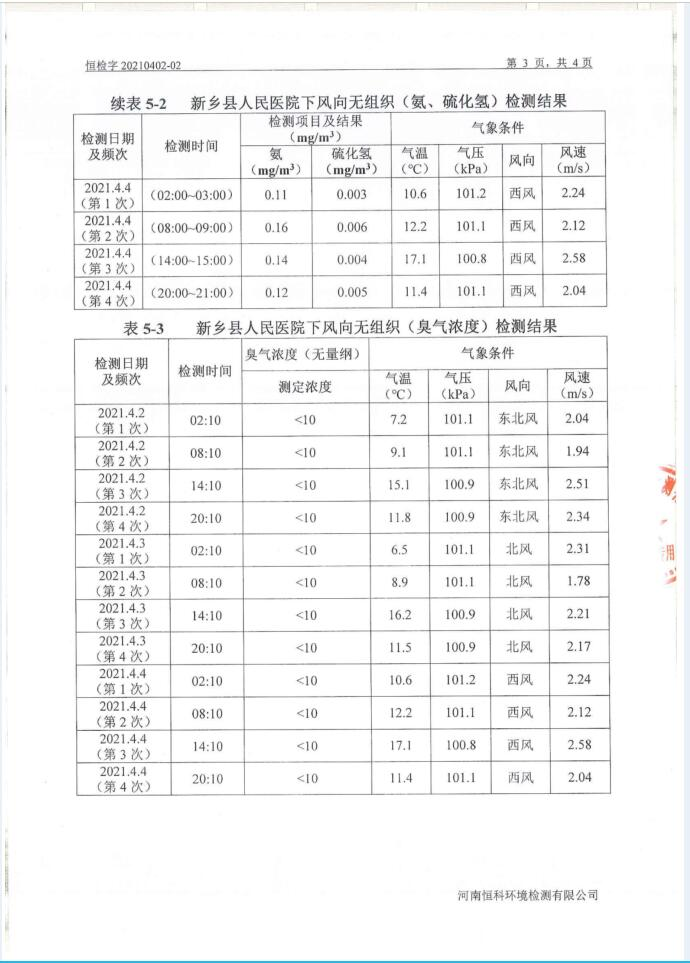 恒检字 20210402-02 第 3 页，共 4 页
续表 5-2 新乡县人民医院下风向无组织（氨、硫化氢）检测结果
检测日期及频次 检测时间 检测项目及结果（mg/m³） 气象条件
氨（mg/m³） 硫化氢（mg/m³） 气温（℃） 气压（kPa） 风向 风速（m/s）
2021.4.4（第 1 次） （02:00~03:00） 0.11 0.003 10.6 101.2 西风 2.24
2021.4.4（第 2 次） （08:00~09:00） 0.16 0.006 12.2 101.1 西风 2.12
2021.4.4（第 3 次） （14:00~15:00） 0.14 0.004 17.1 100.8 西风 2.58
2021.4.4（第 4 次） （20:00~21:00） 0.12 0.005 11.4 101.1 西风 2.04
表 5-3 新乡县人民医院下风向无组织（臭气浓度）检测结果
检测日期及频次 检测时间 臭气浓度（无量纲） 气象条件
测定浓度 气温（℃） 气压（kPa） 风向 风速（m/s）
2021.4.2（第 1 次） 02:10 <10 7.2 101.1 东北风 2.04
2021.4.2（第 2 次） 08:10 <10 9.1 101.1 东北风 1.94
2021.4.2（第 3 次） 14:10 <10 15.1 100.9 东北风 2.51
2021.4.2（第 4 次） 20:10 <10 11.8 100.9 东北风 2.34
2021.4.3（第 1 次） 02:10 <10 6.5 101.1 北风 2.31
2021.4.3（第 2 次） 08:10 <10 8.9 101.1 北风 1.78
2021.4.3（第 3 次） 14:10 <10 16.2 100.9 北风 2.21
2021.4.3（第 4 次） 20:10 <10 11.5 100.9 北风 2.17
2021.4.4（第 1 次） 02:10 <10 10.6 101.2 西风 2.24
2021.4.4（第 2 次） 08:10 <10 12.2 101.1 西风 2.12
2021.4.4（第 3 次） 14:10 <10 17.1 100.8 西风 2.58
2021.4.4（第 4 次） 20:10 <10 11.4 101.1 西风 2.04
河南恒科环境检测有限公司